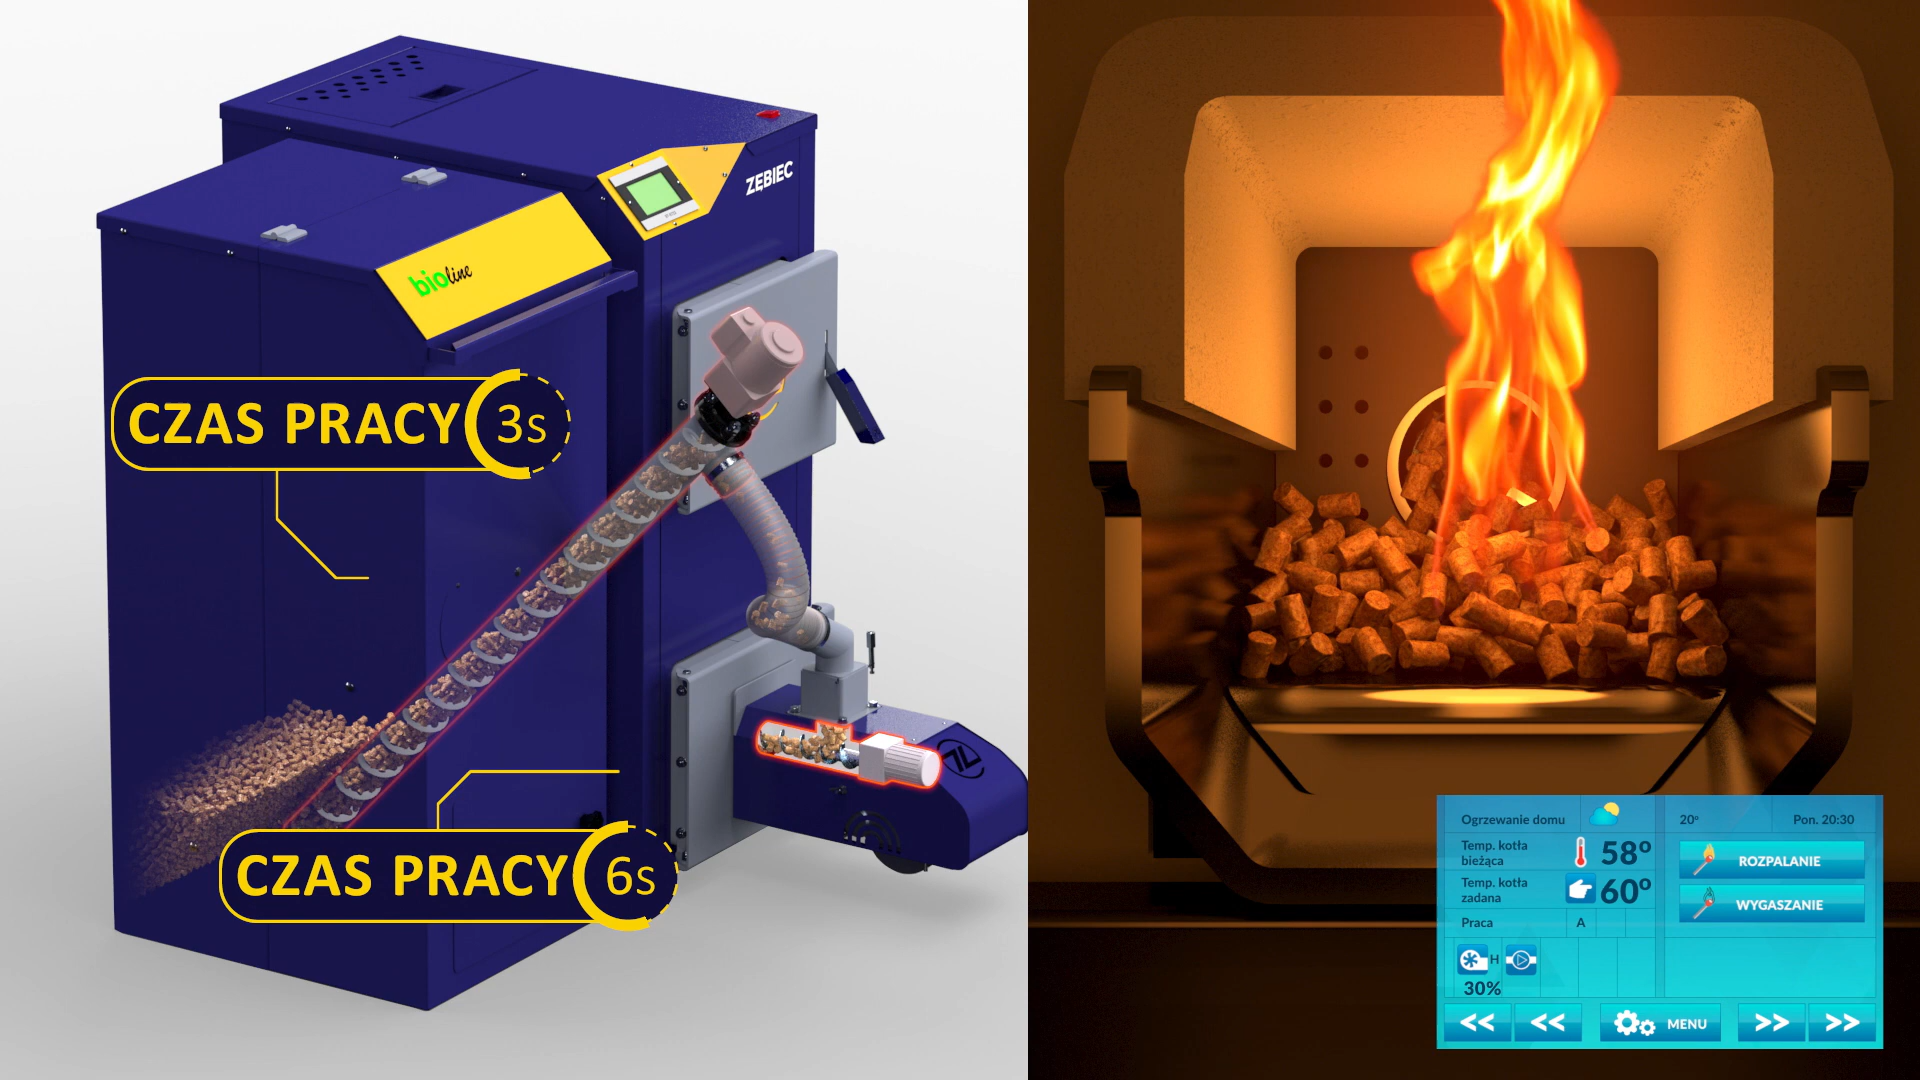 ZĘBIEC
bioline
CZAS PRACY 3s
CZAS PRACY 6s
Ogrzewanie domu
20°
Pon. 20:30
Temp. kotła
bieżąca
58°
ROZPALANIE
Temp. kotła
zadana
60°
WYGASZANIE
Praca
A
H
30%
<< << MENU >> >>